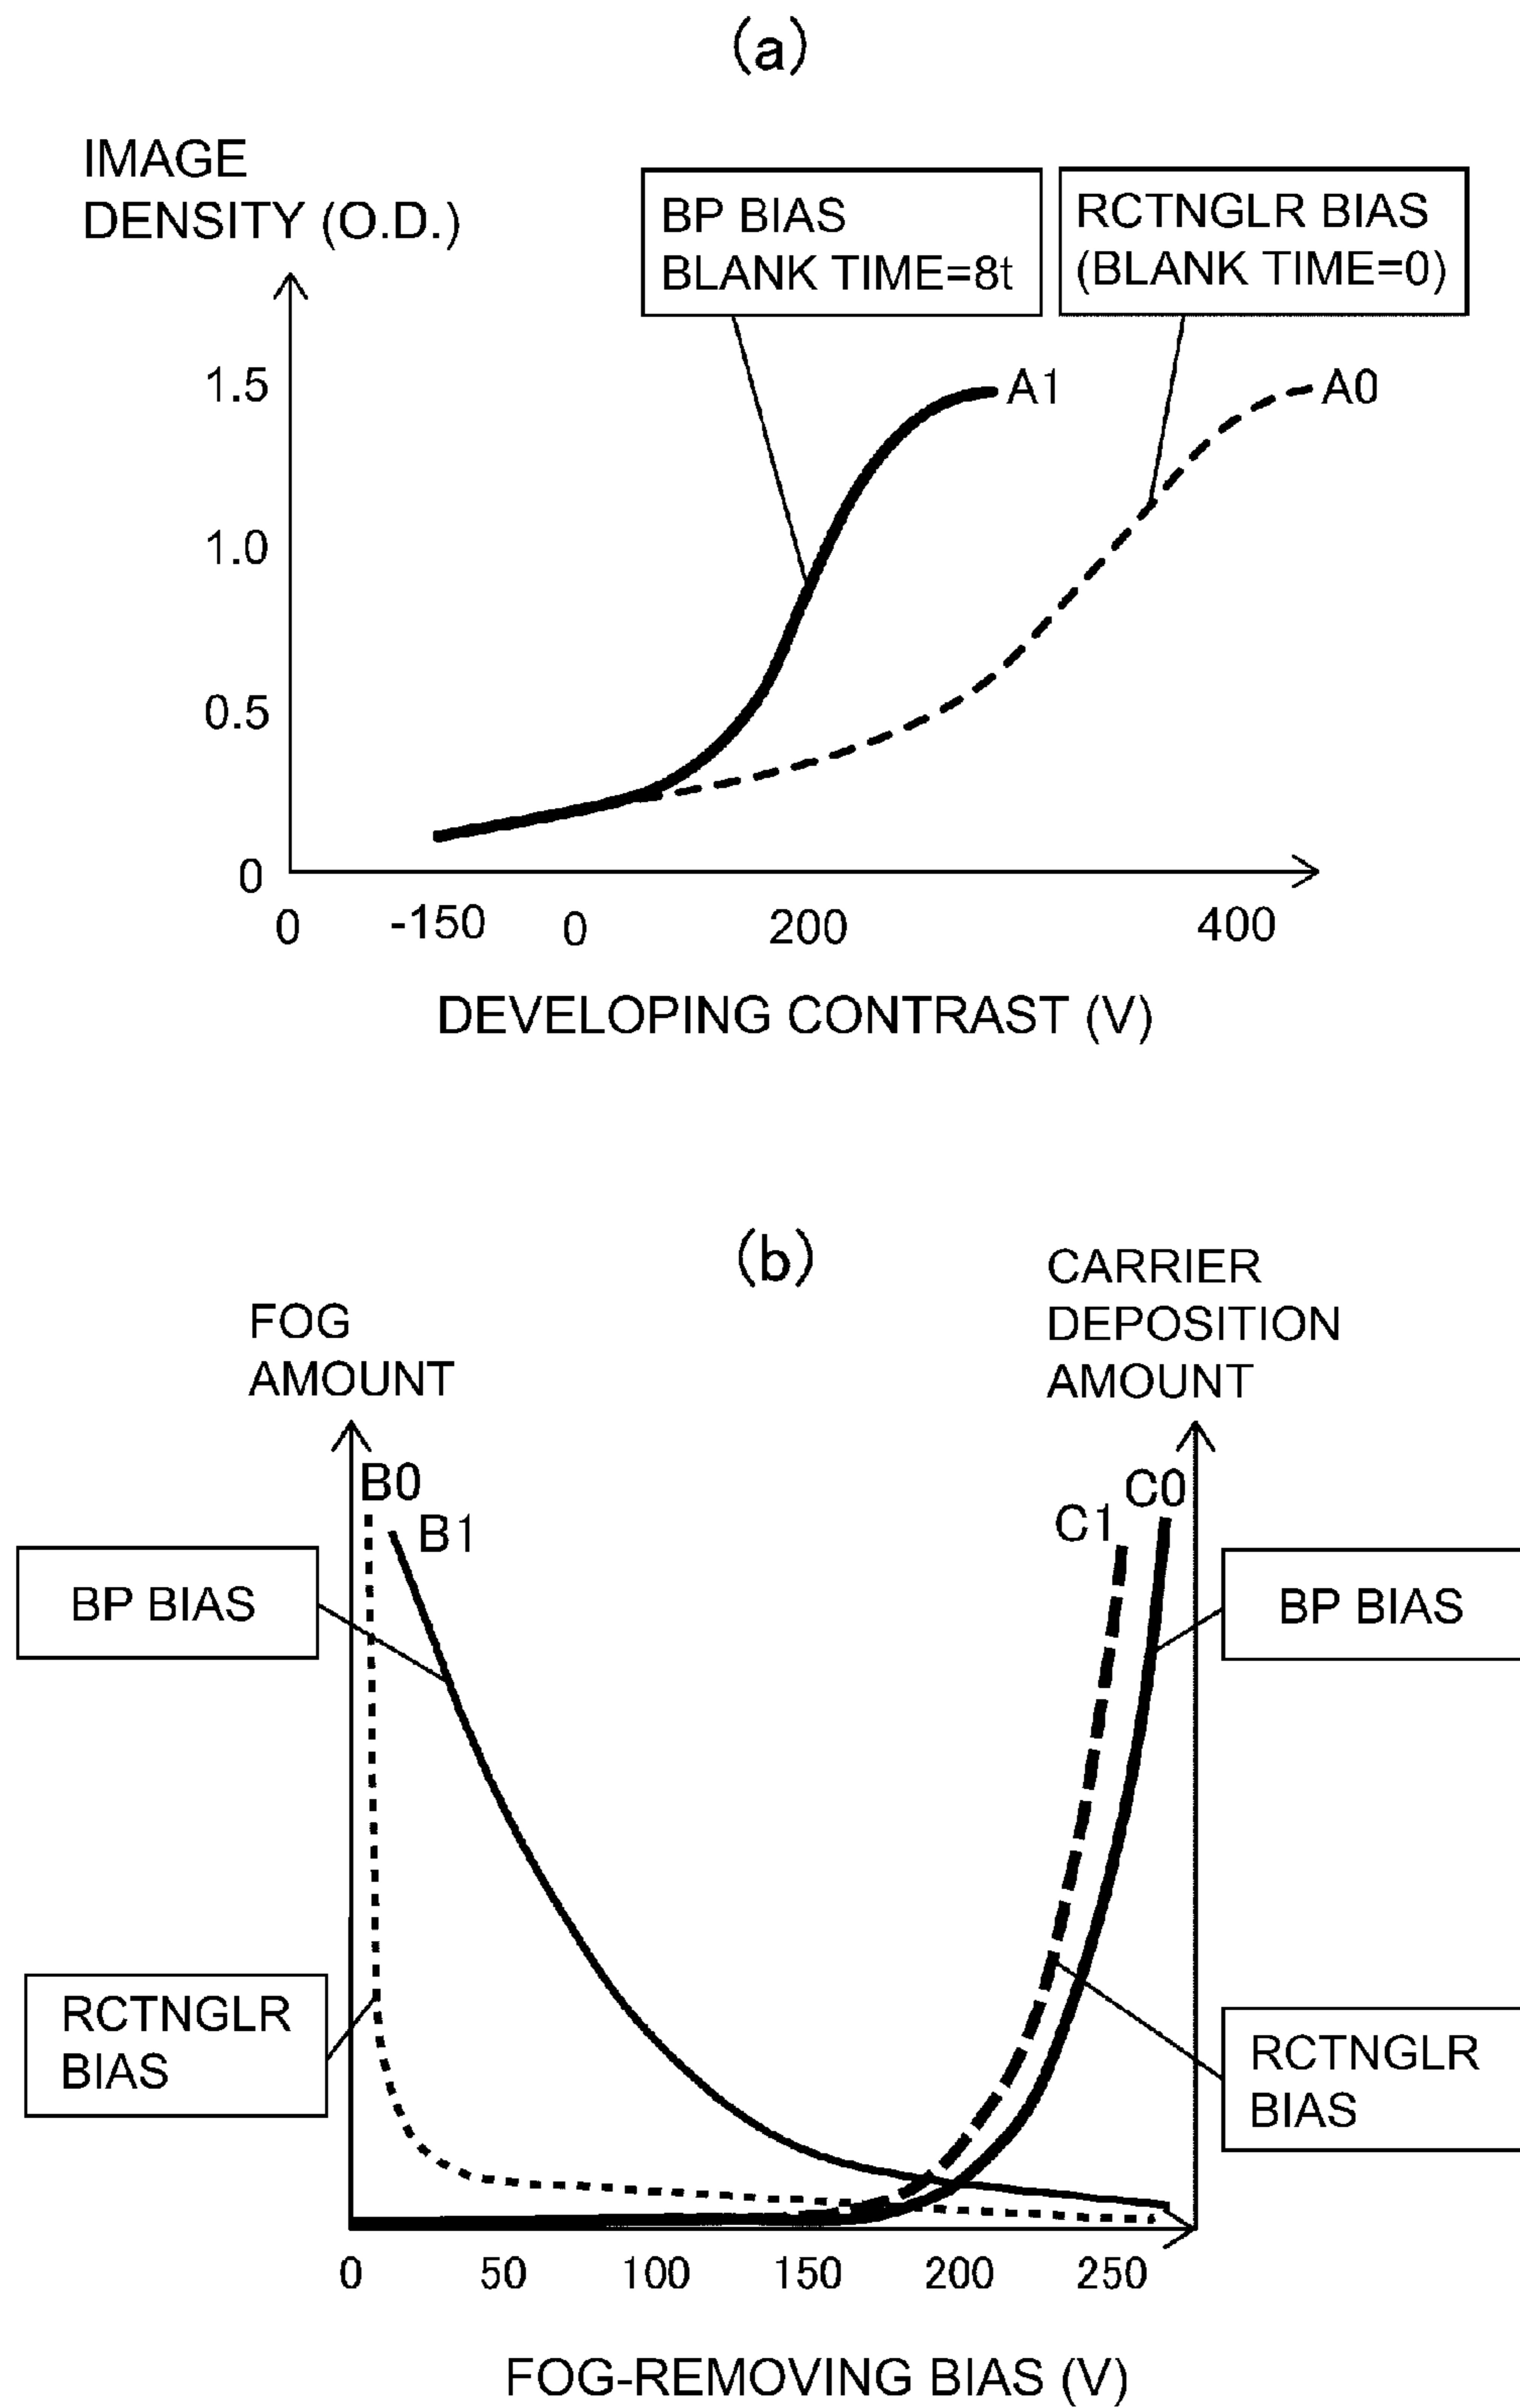 (a)
IMAGE
DENSITY (O.D.)
BP BIAS
BLANK TIME=8t
RCTNGLR BIAS
(BLANK TIME=0)
1.5
A1
A0
1.0
0.5
0
0
-150
0
200
400
DEVELOPING CONTRAST (V)
(b)
FOG
AMOUNT
CARRIER
DEPOSITION
AMOUNT
B0
B1
C1
C0
BP BIAS
BP BIAS
RCTNGLR
BIAS
RCTNGLR
BIAS
0
50
100
150
200
250
FOG-REMOVING BIAS (V)